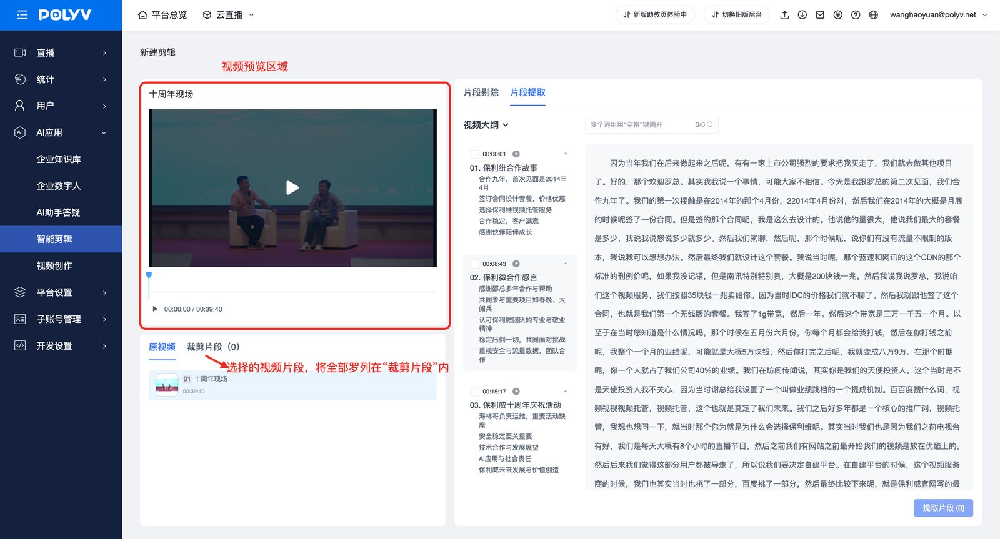 POLYV
平台总览
云直播
新版助教页体验中
切换旧版后台
wanghaoyuan@polyv.net
直播
统计
用户
AI应用
企业知识库
企业数字人
AI助手答疑
智能剪辑
视频创作
平台设置
子账号管理
开发设置
新建剪辑
视频预览区域
十周年现场
00:00:00 / 00:39:40
原视频
裁剪片段（0）
选择的视频片段，将全部罗列在“裁剪片段”内
01 十周年现场
00:39:40
片段剔除
片段提取
视频大纲
多个词组用“空格”键隔开
0/0
00:00:01
01. 保利维合作故事
合作九年，首次见面是2014年
4月
签订合同设计套餐，价格优惠
选择保利维视频托管服务
合作稳定，客户满意
感谢伙伴陪伴成长
00:08:43
02. 保利微合作感言
感谢邵总多年合作与帮助
共同参与重要项目如春晚、大
阅兵
认可保利微团队的专业与敬业
精神
稳定压倒一切，共同面对挑战
重视安全与流量数据，团队合
作
00:15:17
03. 保利威十周年庆祝活动
海林哥负责运维，重要活动缺
席
安全稳定至关重要
技术合作与发展展望
AI应用与社会责任
保利威未来发展与价值创造
因为当年我们在后来做起来之后呢，有有一家上市公司强烈的要求把我买走了，我们就去做其他项目
了。好的，那个欢迎罗总。其实我我说一个事情，可能大家不相信。今天是我跟罗总的第二次见面，我们合
作九年了。我们的第一次接触是在2014年的那个4月份，22014年4月份对，然后我们在2014年的大概是月底
的时候呢签了一份合同。但是签的那个合同呢，我是这么去设计的。他说他的量很大，他说我们最大的套餐
是多少，我说我说您说多少就多少。然后我们就聊，然后呢，那个时候呢，说你们有没有流量不限制的版
本，我说我可以想想办法。然后最终我们就设计这个套餐。我说当时呢，那个蓝速和网讯的这个CDN的那个
标准的刊例价呢，如果我没记错，但是南讯特别特别贵，大概是200块钱一兆。然后我说我说罗总，我说咱
们这个视频服务，我们按照35块钱一兆卖给你。因为当时IDC的价格我们就不聊了。然后我就跟他签了这个
合同，也就是我们第一个无线版的套餐。我签了1g带宽，然后一年。然后这个带宽是三万一千五一个月。以
至于在当时您知道是什么情况吗，那个时候在五月份六月份，你每个月都会给我打钱，然后在你打钱之前
呢，我整个一个月的业绩呢，可能就是大概5万块钱，然后你打完之后呢，我就变成八万9万。在那个时期
呢，你一个人就占了我们公司40%的业绩。我们在坊间传闻说，其实你是我们的天使投资人。这个当时是不
是天使投资人我不关心，因为当时谢总给我设置了一个叫做业绩跳档的一个提成机制。百百度搜什么词，视
频视视视频托管，视频托管，这个也就是奠定了我们未来。我们之后好多年都是一个核心的推广词，视频托
管，我想也想问一下，就当时那个你为就是为什么会选择保利维呢。其实当时我们也是因为我们之前电视台
有好，我们是每天大概有8个小时的直播节目，然后之前我们有网站之前最开始我们的视频是放在优酷上的，
然后后来我们觉得这部分用户都被导走了，所以说我们要决定自建平台。在自建平台的时候，这个视频服务
商的时候，我们也其实当时也挑了一部分，百度挑了一部分，然后最终比较下来呢，就是保利威官网写的最
提取片段 (0)